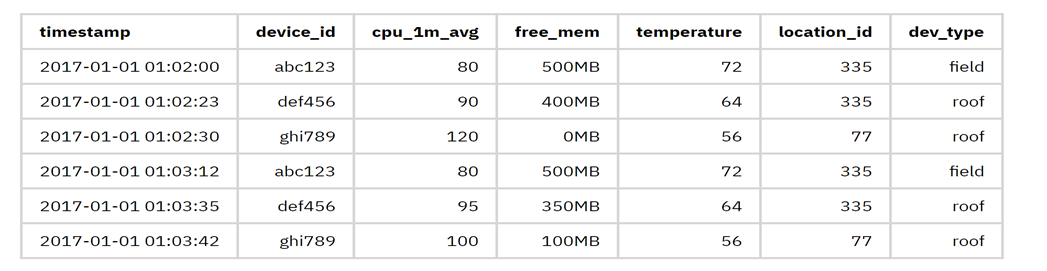 timestamp device_id cpu_1m_avg free_mem temperature location_id dev_type
2017-01-01 01:02:00 abc123 80 500MB 72 335 field
2017-01-01 01:02:23 def456 90 400MB 64 335 roof
2017-01-01 01:02:30 ghi789 120 0MB 56 77 roof
2017-01-01 01:03:12 abc123 80 500MB 72 335 field
2017-01-01 01:03:35 def456 95 350MB 64 335 roof
2017-01-01 01:03:42 ghi789 100 100MB 56 77 roof